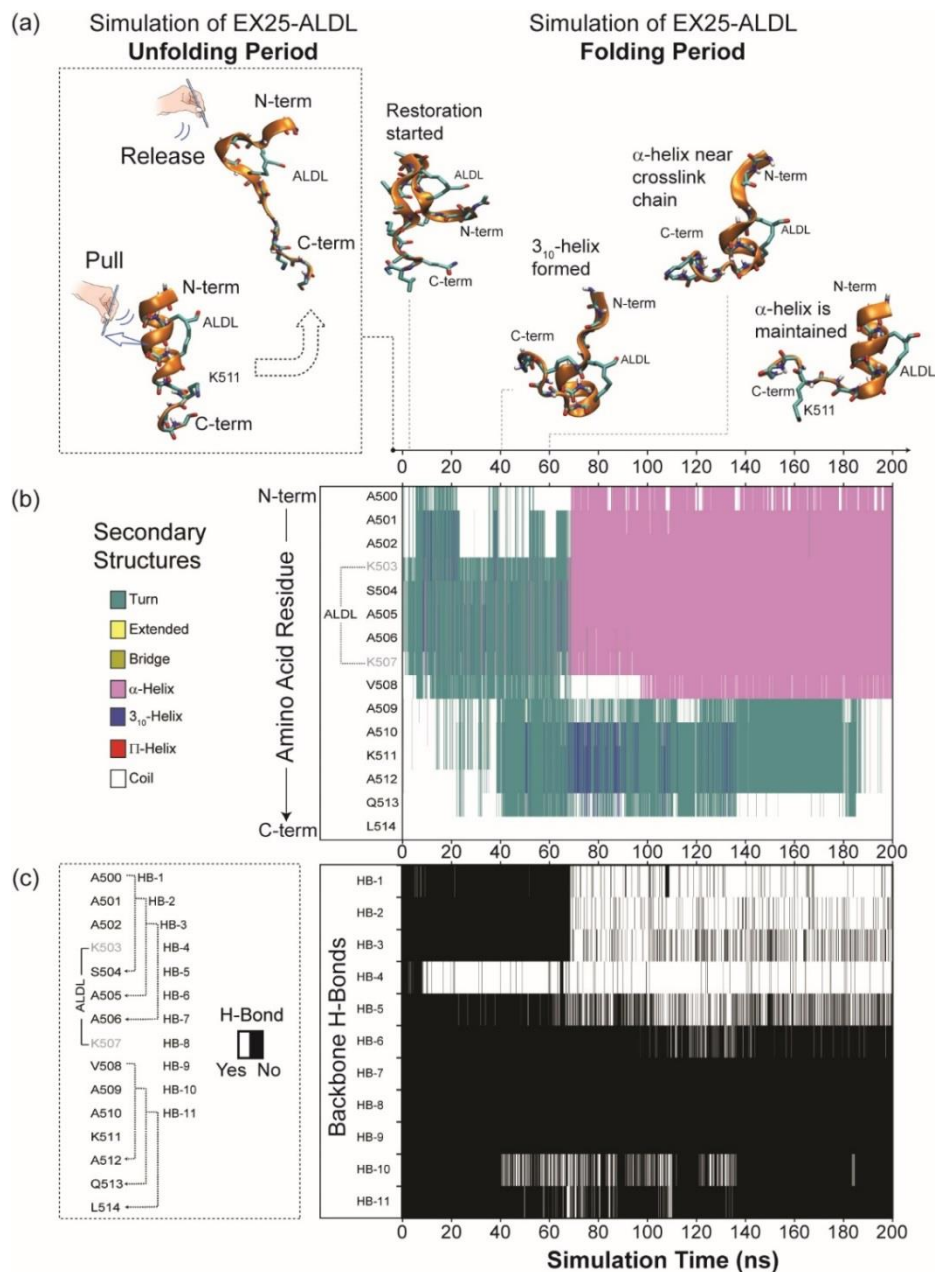 (a)
Simulation of EX25-ALDL
Unfolding Period
Simulation of EX25-ALDL
Folding Period
N-term
Release
ALDL
C-term
Pull
N-term
ALDL
K511
C-term
Restoration
started
ALDL
N-term
C-term
3₁₀-helix
formed
N-term
C-term
ALDL
α-helix near
crosslink
chain
N-term
C-term
ALDL
α-helix is
maintained
N-term
ALDL
C-term
K511
0 20 40 60 80 100 120 140 160 180 200
(b)
Secondary
Structures
Turn
Extended
Bridge
α-Helix
3₁₀-Helix
Π-Helix
Coil
N-term
Amino Acid Residue
C-term
ALDL
A500
A501
A502
K503
S504
A505
A506
K507
V508
A509
A510
K511
A512
Q513
L514
0 20 40 60 80 100 120 140 160 180 200
(c)
A500 HB-1
A501 HB-2
A502 HB-3
K503 HB-4
S504 HB-5
A505 HB-6
A506 HB-7
K507 HB-8
V508 HB-9
A509 HB-10
A510 HB-11
K511
A512
Q513
L514
ALDL
H-Bond
Yes No
Backbone H-Bonds
HB-1
HB-2
HB-3
HB-4
HB-5
HB-6
HB-7
HB-8
HB-9
HB-10
HB-11
0 20 40 60 80 100 120 140 160 180 200
Simulation Time (ns)